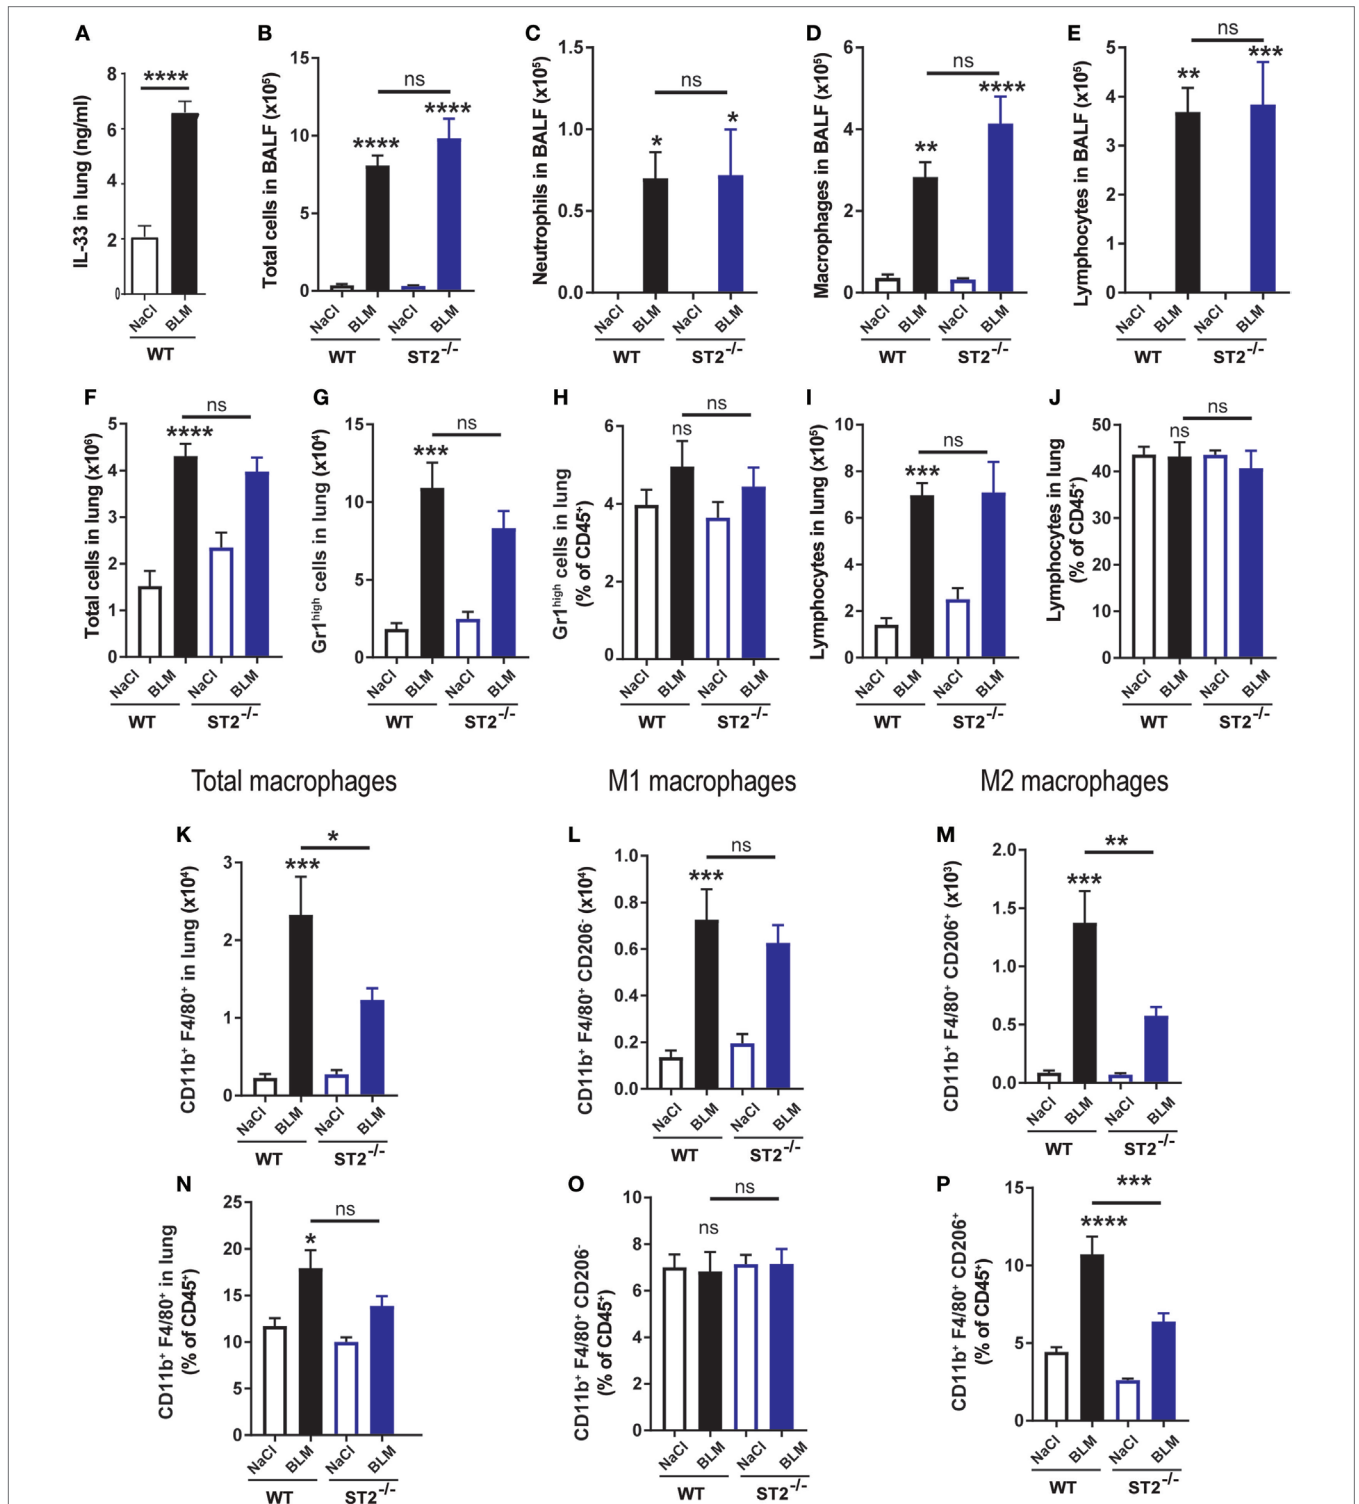 A
IL-33 in lung (ng/ml)
8
6
4
2
0
****
NaCl
BLM
WT
B
Total cells in BALF (x10⁵)
15
10
5
0
ns
****
****
NaCl
BLM
NaCl
BLM
WT
ST2⁻/⁻
C
Neutrophils in BALF (x10⁵)
1.5
1.0
0.5
0.0
ns
*
*
NaCl
BLM
NaCl
BLM
WT
ST2⁻/⁻
D
Macrophages in BALF (x10⁵)
6
4
2
0
ns
**
****
NaCl
BLM
NaCl
BLM
WT
ST2⁻/⁻
E
Lymphocytes in BALF (x10⁵)
5
4
3
2
1
0
ns
**
***
NaCl
BLM
NaCl
BLM
WT
ST2⁻/⁻
F
Total cells in lung (x10⁶)
5
4
3
2
1
0
ns
****
NaCl
BLM
NaCl
BLM
WT
ST2⁻/⁻
G
Gr1ʰⁱᵍʰ cells in lung (x10⁴)
15
10
5
0
ns
***
NaCl
BLM
NaCl
BLM
WT
ST2⁻/⁻
H
Gr1ʰⁱᵍʰ cells in lung
(% of CD45⁺)
6
4
2
0
ns
ns
NaCl
BLM
NaCl
BLM
WT
ST2⁻/⁻
I
Lymphocytes in lung (x10⁵)
10
8
6
4
2
0
ns
***
NaCl
BLM
NaCl
BLM
WT
ST2⁻/⁻
J
Lymphocytes in lung
(% of CD45⁺)
50
40
30
20
10
0
ns
ns
NaCl
BLM
NaCl
BLM
WT
ST2⁻/⁻
Total macrophages
M1 macrophages
M2 macrophages
K
CD11b⁺ F4/80⁺ in lung (x10⁴)
3
2
1
0
*
***
NaCl
BLM
NaCl
BLM
WT
ST2⁻/⁻
L
CD11b⁺ F4/80⁺ CD206⁻ (x10⁴)
1.0
0.8
0.6
0.4
0.2
0.0
ns
***
NaCl
BLM
NaCl
BLM
WT
ST2⁻/⁻
M
CD11b⁺ F4/80⁺ CD206⁺ (x10³)
2.0
1.5
1.0
0.5
0.0
**
***
NaCl
BLM
NaCl
BLM
WT
ST2⁻/⁻
N
CD11b⁺ F4/80⁺ in lung
(% of CD45⁺)
25
20
15
10
5
0
ns
*
NaCl
BLM
NaCl
BLM
WT
ST2⁻/⁻
O
CD11b⁺ F4/80⁺ CD206⁻
(% of CD45⁺)
10
8
6
4
2
0
ns
ns
NaCl
BLM
NaCl
BLM
WT
ST2⁻/⁻
P
CD11b⁺ F4/80⁺ CD206⁺
(% of CD45⁺)
15
10
5
0
***
****
NaCl
BLM
NaCl
BLM
WT
ST2⁻/⁻